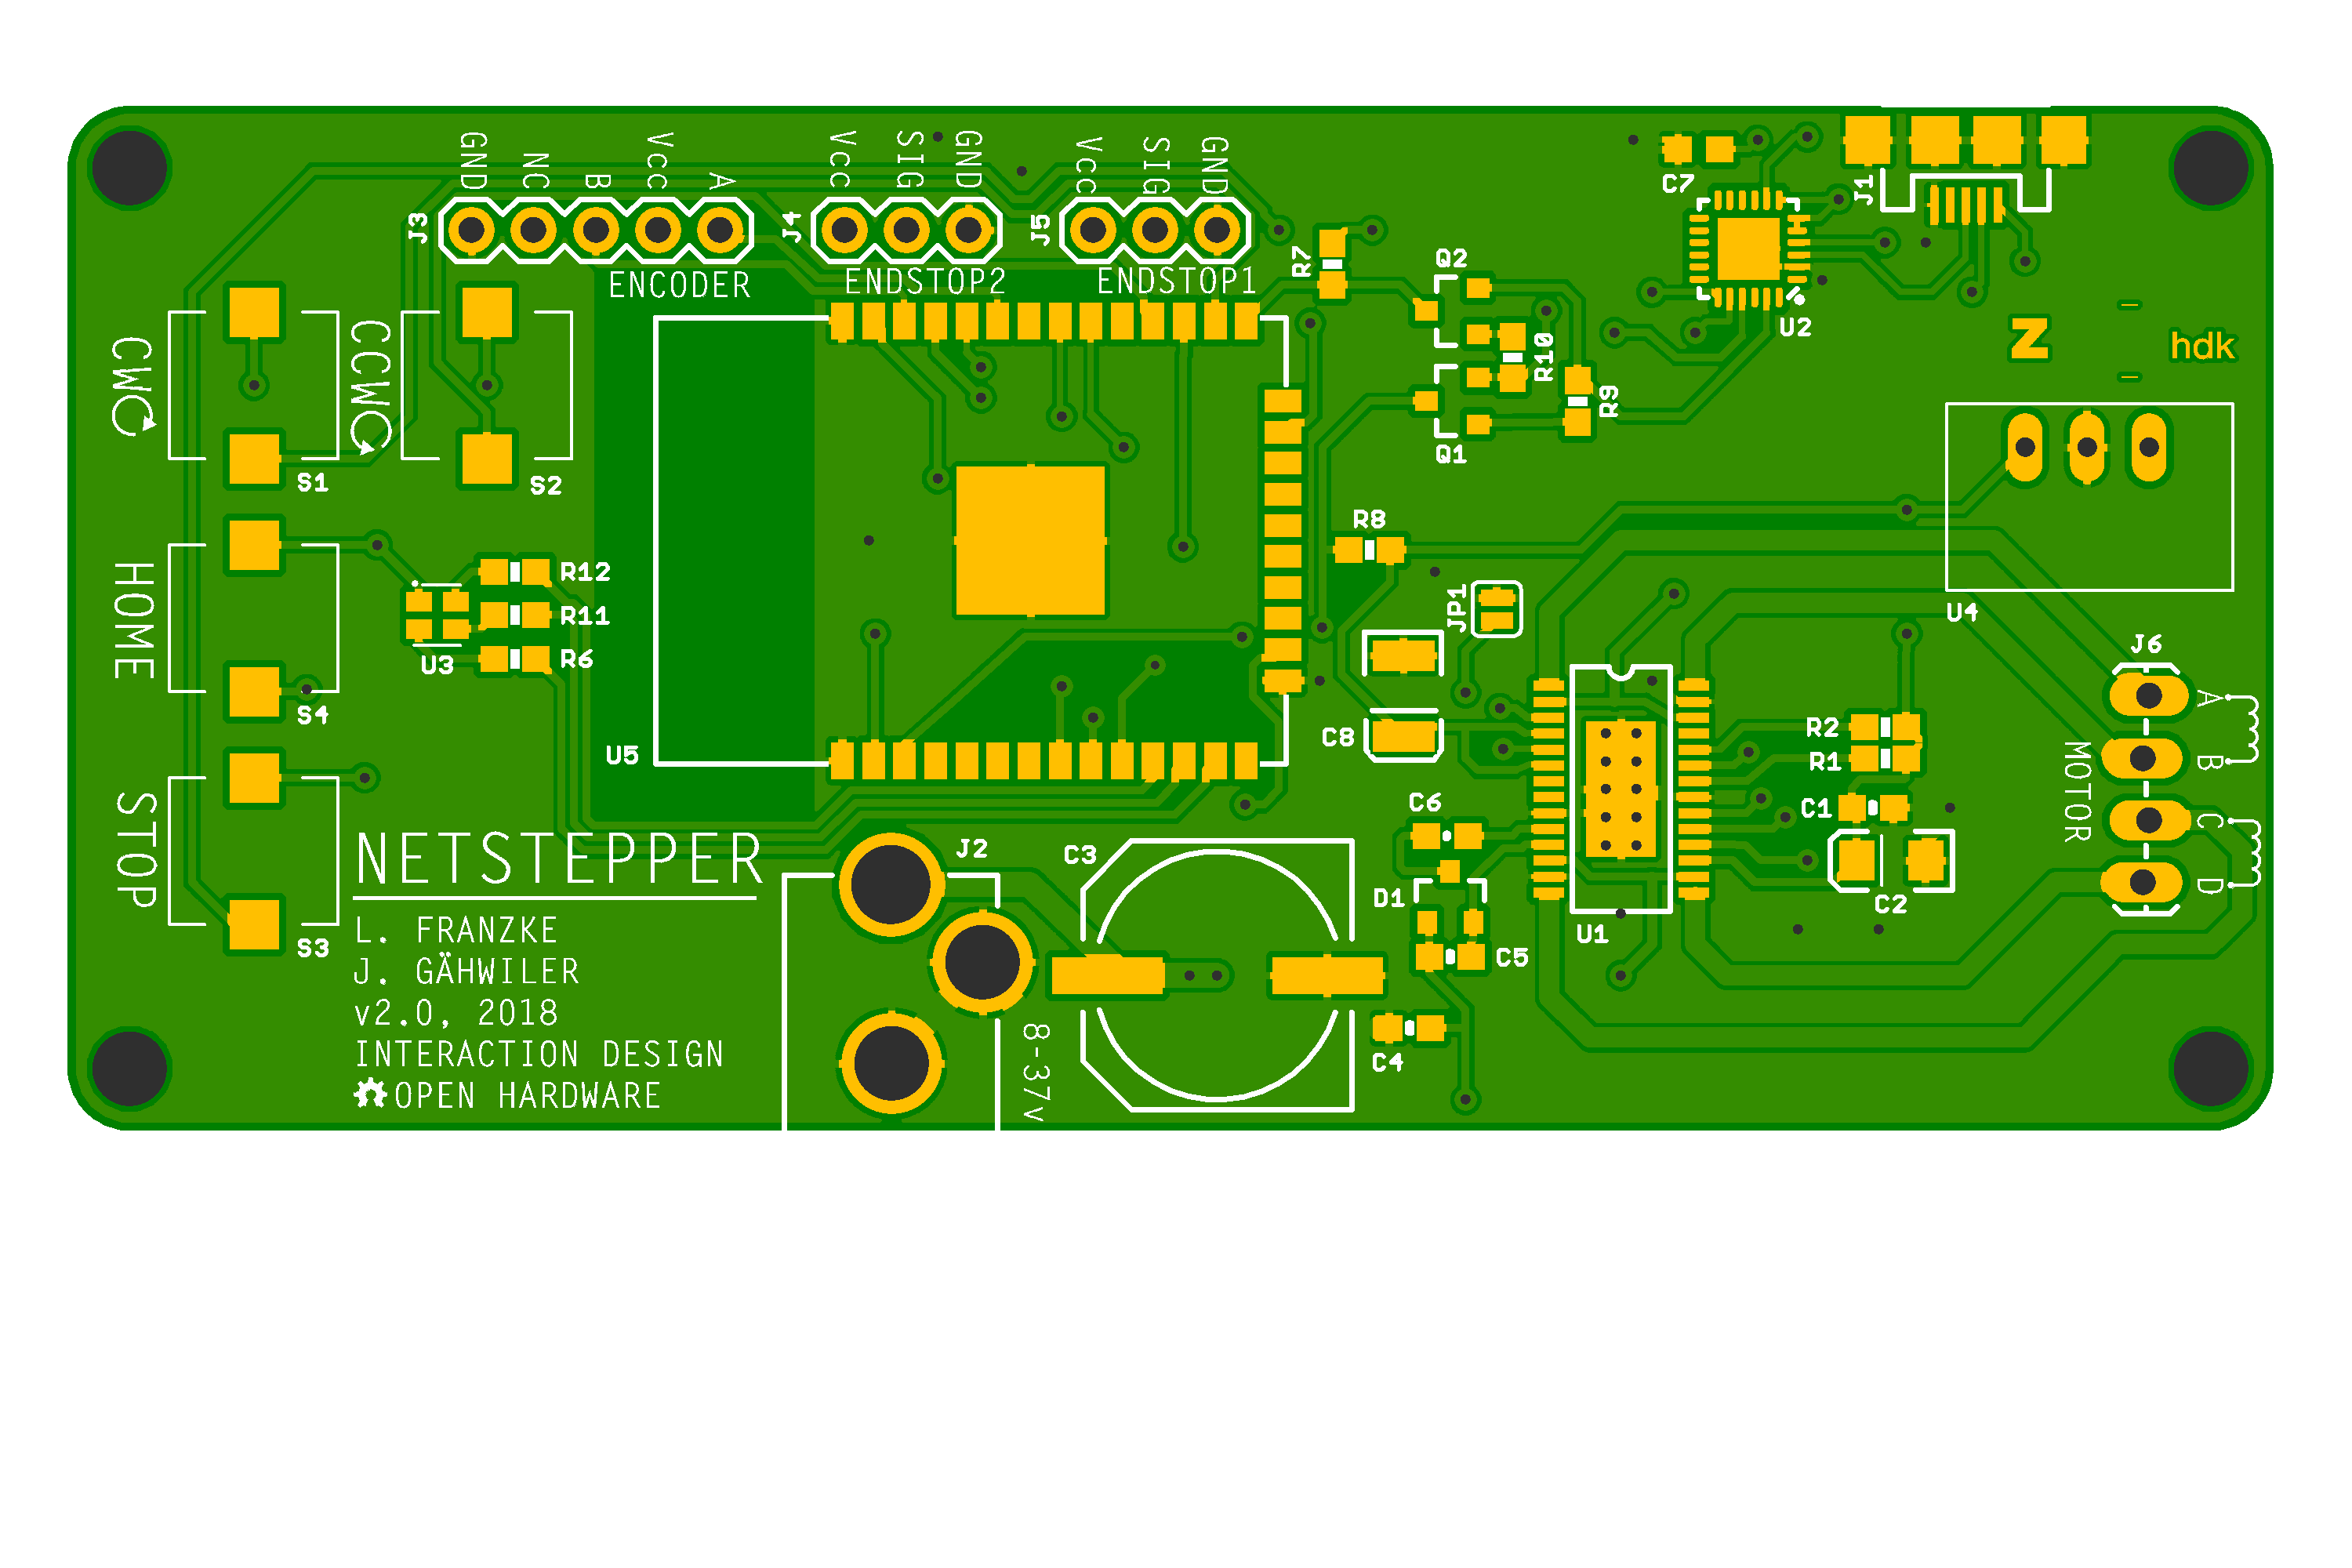 GND
NC
B
Vcc
A
Vcc
SIG
GND
Vcc
SIG
GND
C7
J1
J3
J4
J5
R7
Q2
ENCODER
ENDSTOP2
ENDSTOP1
U2
z
hdk
CW
CCW
R10
R9
Q1
S1
S2
R8
HOME
R12
R11
R6
U3
JP1
U4
J6
S4
U5
C8
R2
R1
A
B
C
D
MOTOR
C6
C1
STOP
NETSTEPPER
J2
C3
D1
C2
S3
U1
C5
L. FRANZKE
J. GÄHWILER
v2.0, 2018
INTERACTION DESIGN
OPEN HARDWARE
8-37v
C4